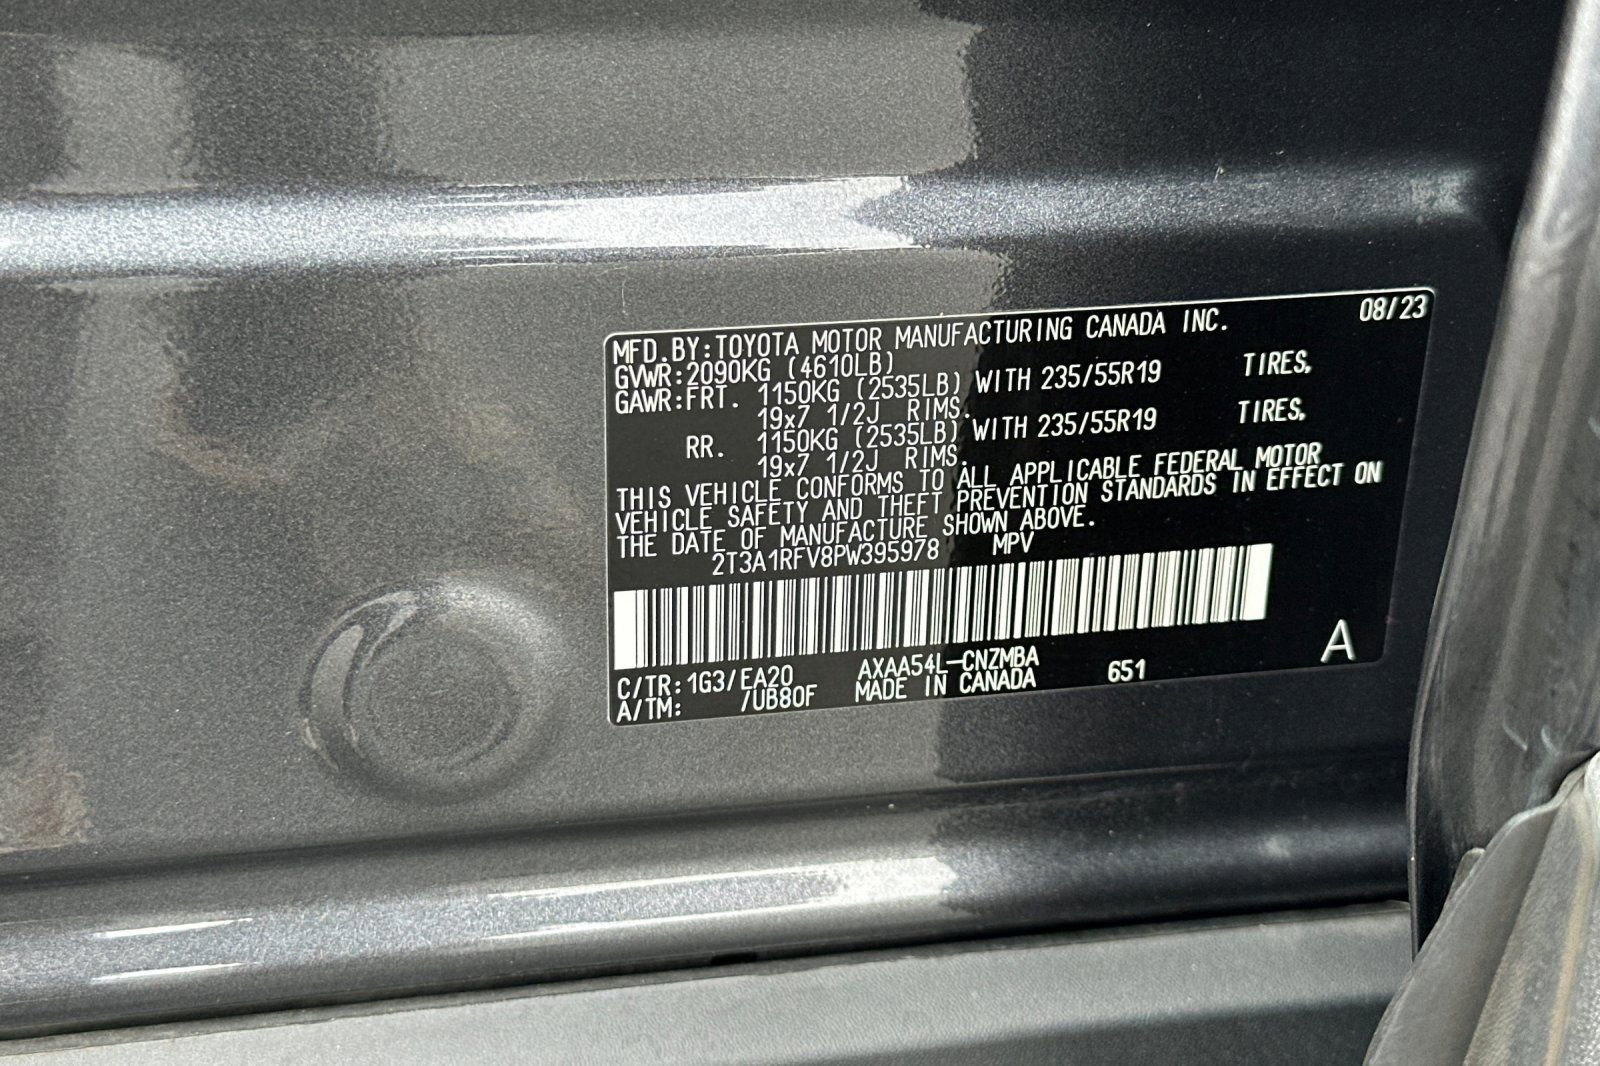 08/23
MFD.BY:TOYOTA MOTOR MANUFACTURING CANADA INC.
GVWR:2090KG (4610LB)
GAWR:FRT. 1150KG (2535LB) WITH 235/55R19 TIRES,
19x7 1/2J RIMS.
RR. 1150KG (2535LB) WITH 235/55R19 TIRES,
19x7 1/2J RIMS.
THIS VEHICLE CONFORMS TO ALL APPLICABLE FEDERAL MOTOR
VEHICLE SAFETY AND THEFT PREVENTION STANDARDS IN EFFECT ON
THE DATE OF MANUFACTURE SHOWN ABOVE.
2T3A1RFV8PW395978 MPV
C/TR:1G3/EA20 AXAA54L-CNZMBA 651 A
A/TM: /UB80F MADE IN CANADA